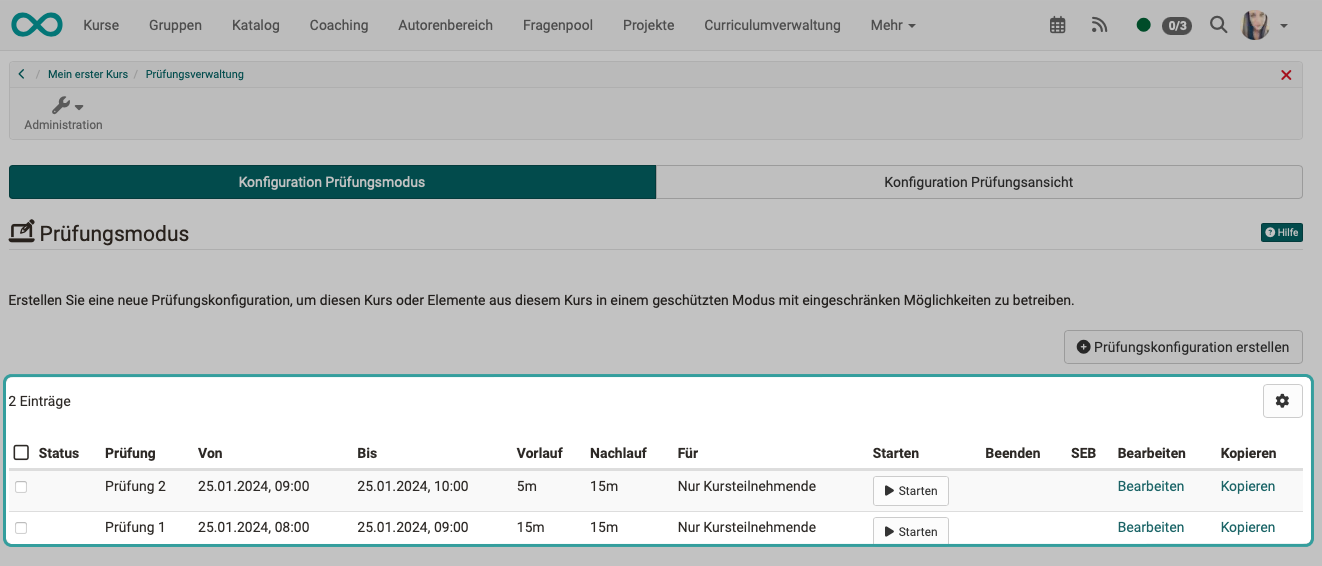 Kurse Gruppen Katalog Coaching Autorenbereich Fragenpool Projekte Curriculumverwaltung Mehr 0/3
/ Mein erster Kurs / Prüfungsverwaltung
Administration
Konfiguration Prüfungsmodus Konfiguration Prüfungsansicht
Prüfungsmodus Hilfe
Erstellen Sie eine neue Prüfungskonfiguration, um diesen Kurs oder Elemente aus diesem Kurs in einem geschützten Modus mit eingeschränken Möglichkeiten zu betreiben.
Prüfungskonfiguration erstellen
2 Einträge
Status Prüfung Von Bis Vorlauf Nachlauf Für Starten Beenden SEB Bearbeiten Kopieren
Prüfung 2 25.01.2024, 09:00 25.01.2024, 10:00 5m 15m Nur Kursteilnehmende Starten Bearbeiten Kopieren
Prüfung 1 25.01.2024, 08:00 25.01.2024, 09:00 15m 15m Nur Kursteilnehmende Starten Bearbeiten Kopieren